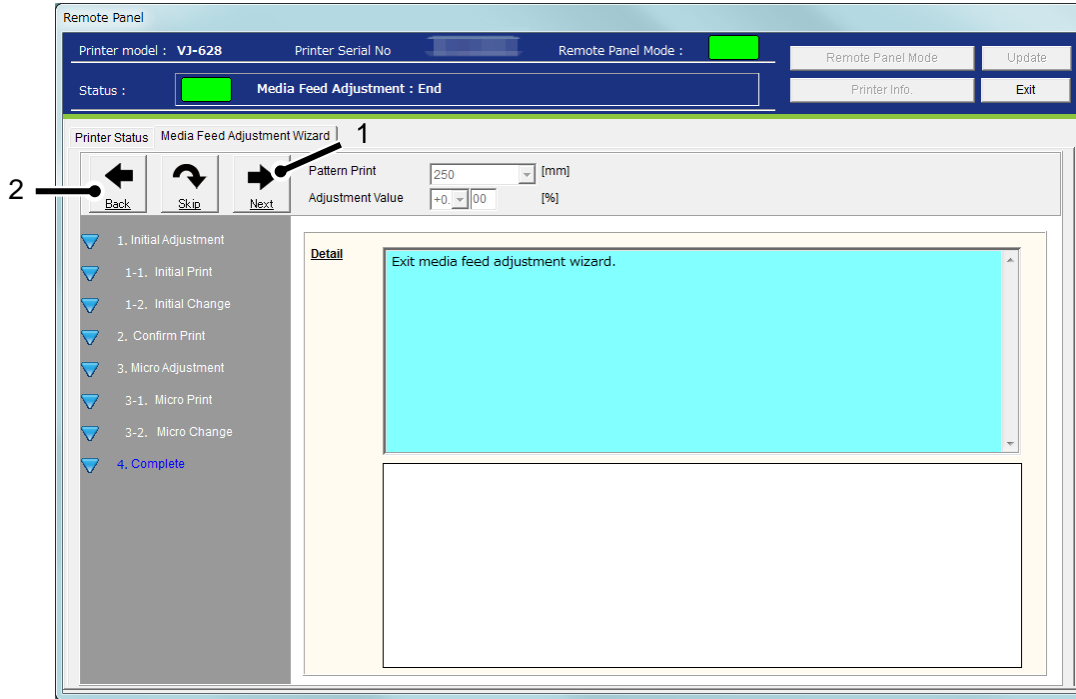 Remote Panel
Printer model : VJ-628 Printer Serial No Remote Panel Mode :
Remote Panel Mode Update
Status : Media Feed Adjustment : End
Printer Info. Exit
Printer Status Media Feed Adjustment Wizard 1
Pattern Print 250 [mm]
2 Back Skip Next
Adjustment Value +0. 00 [%]
1. Initial Adjustment
1-1. Initial Print
1-2. Initial Change
2. Confirm Print
3. Micro Adjustment
3-1. Micro Print
3-2. Micro Change
4. Complete
Detail
Exit media feed adjustment wizard.